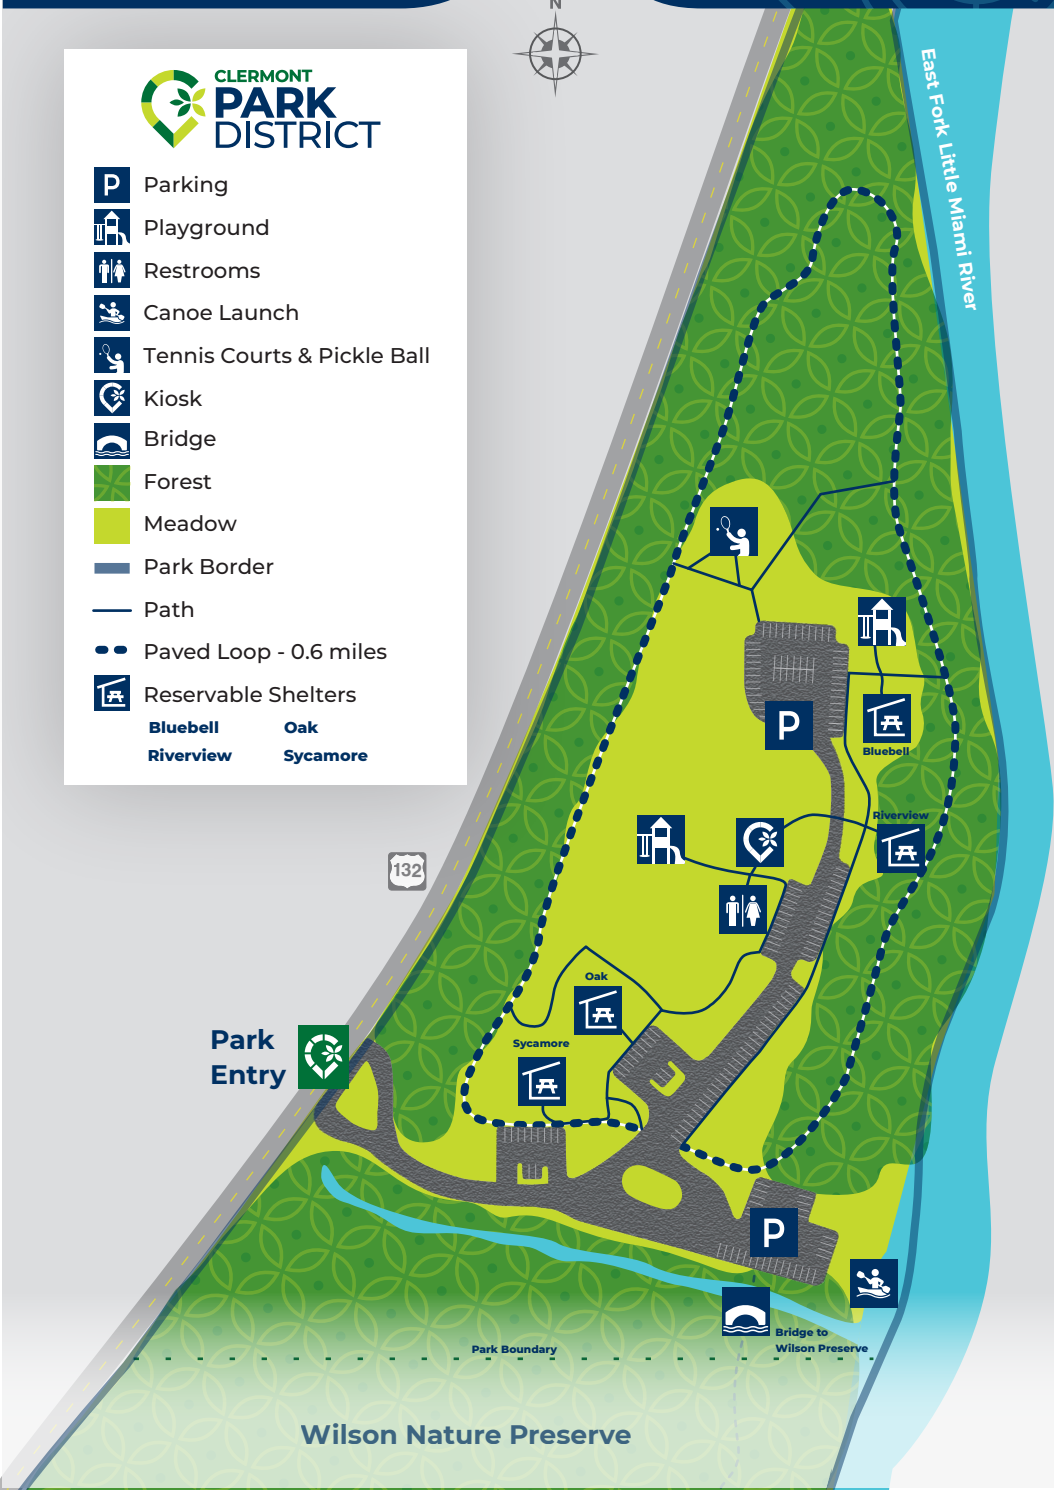 N
CLERMONT
PARK
DISTRICT
P Parking
Playground
Restrooms
Canoe Launch
Tennis Courts & Pickle Ball
Kiosk
Bridge
Forest
Meadow
Park Border
Path
Paved Loop - 0.6 miles
Reservable Shelters
Bluebell Oak
Riverview Sycamore
East Fork Little Miami River
P
Bluebell
Riverview
132
Oak
Sycamore
Park
Entry
P
Bridge to
Wilson Preserve
Park Boundary
Wilson Nature Preserve